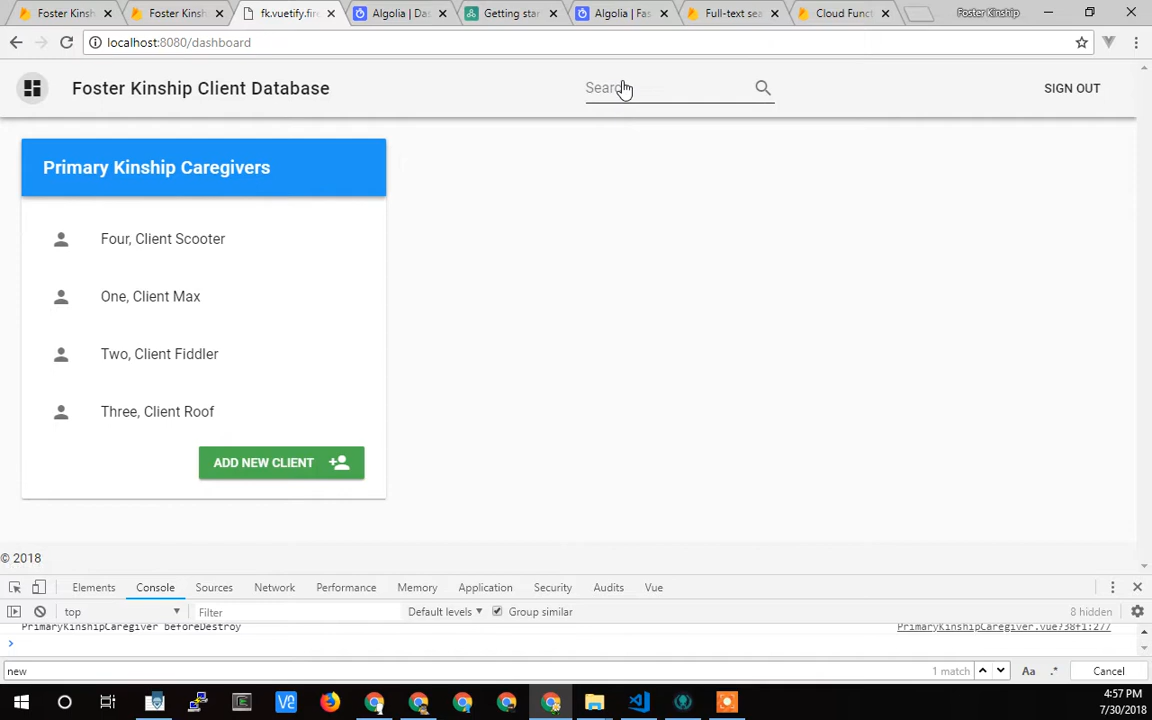 Foster Kinsh
Foster Kinsh
fk.vuetify.fire
Algolia | Da
Getting star
Algolia | Fas
Full-text sea
Cloud Funct
Foster Kinship
localhost:8080/dashboard
Foster Kinship Client Database
Search
SIGN OUT
Primary Kinship Caregivers
Four, Client Scooter
One, Client Max
Two, Client Fiddler
Three, Client Roof
ADD NEW CLIENT
© 2018
Elements Console Sources Network Performance Memory Application Security Audits Vue
top Filter Default levels Group similar 8 hidden
PrimaryKinshipCaregiver beforeDestroy PrimaryKinshipCaregiver.vue?38f1:277
new 1 match Aa .* Cancel
4:57 PM
7/30/2018